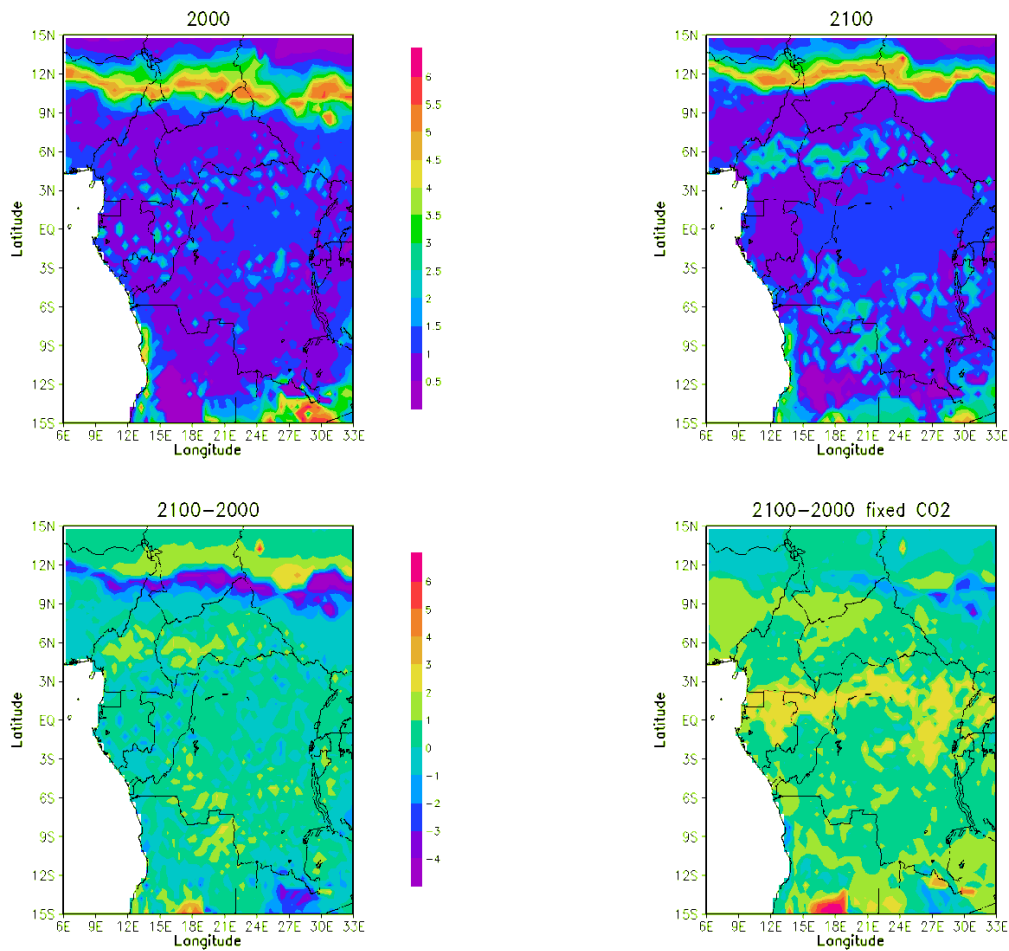 2000
15N
12N
9N
6N
3N
EQ
3S
6S
9S
12S
15S
Latitude
6E 9E 12E 15E 18E 21E 24E 27E 30E 33E
Longitude
6
5.5
5
4.5
4
3.5
3
2.5
2
1.5
1
0.5
2100
15N
12N
9N
6N
3N
EQ
3S
6S
9S
12S
15S
Latitude
6E 9E 12E 15E 18E 21E 24E 27E 30E 33E
Longitude
2100-2000
15N
12N
9N
6N
3N
EQ
3S
6S
9S
12S
15S
Latitude
6E 9E 12E 15E 18E 21E 24E 27E 30E 33E
Longitude
6
5
4
3
2
1
0
-1
-2
-3
-4
2100-2000 fixed CO2
15N
12N
9N
6N
3N
EQ
3S
6S
9S
12S
15S
Latitude
6E 9E 12E 15E 18E 21E 24E 27E 30E 33E
Longitude